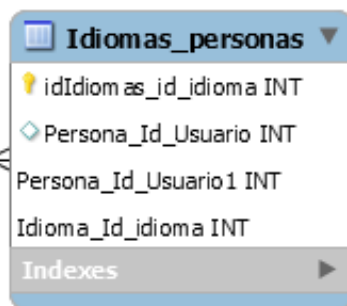 Idiomas_personas
idIdiomas_id_idioma INT
Persona_Id_Usuario INT
Persona_Id_Usuario1 INT
Idioma_Id_idioma INT
Indexes